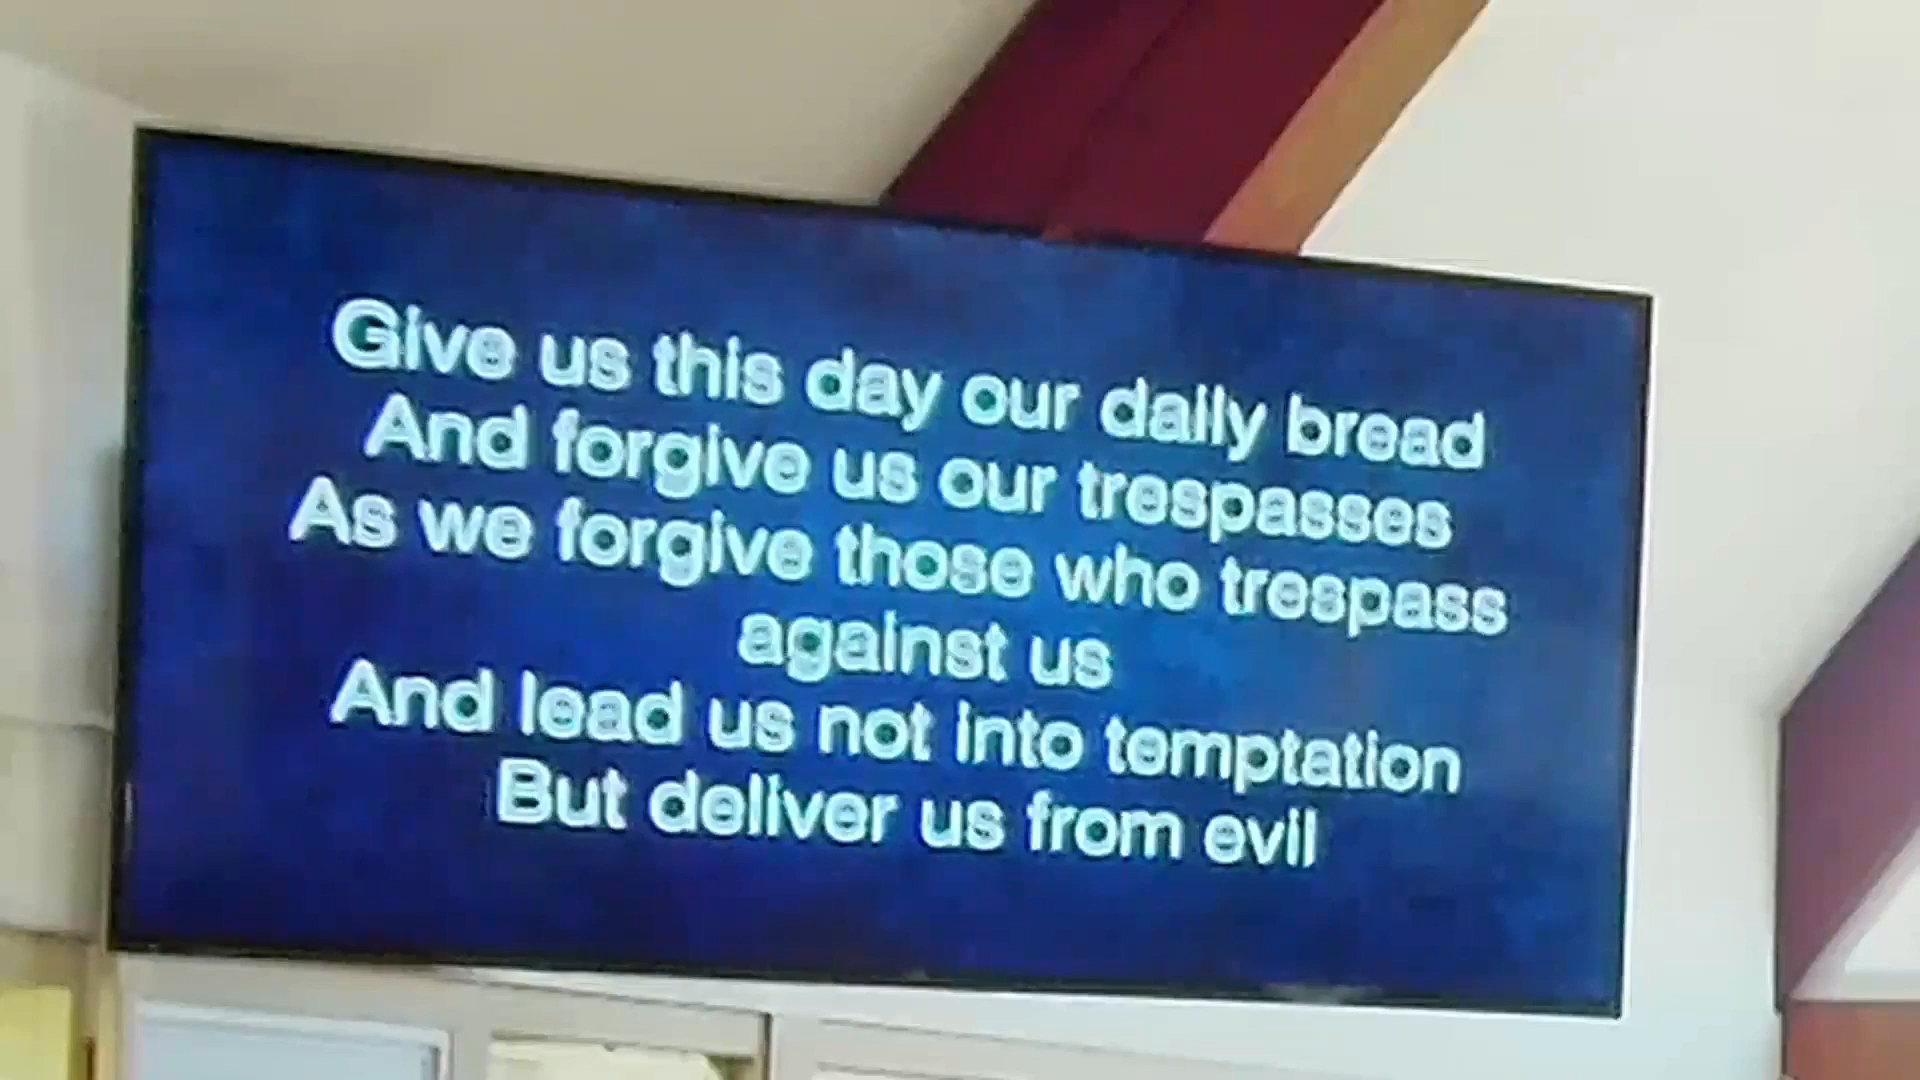 Give us this day our daily bread
And forgive us our trespasses
As we forgive those who trespass
against us
And lead us not into temptation
But deliver us from evil